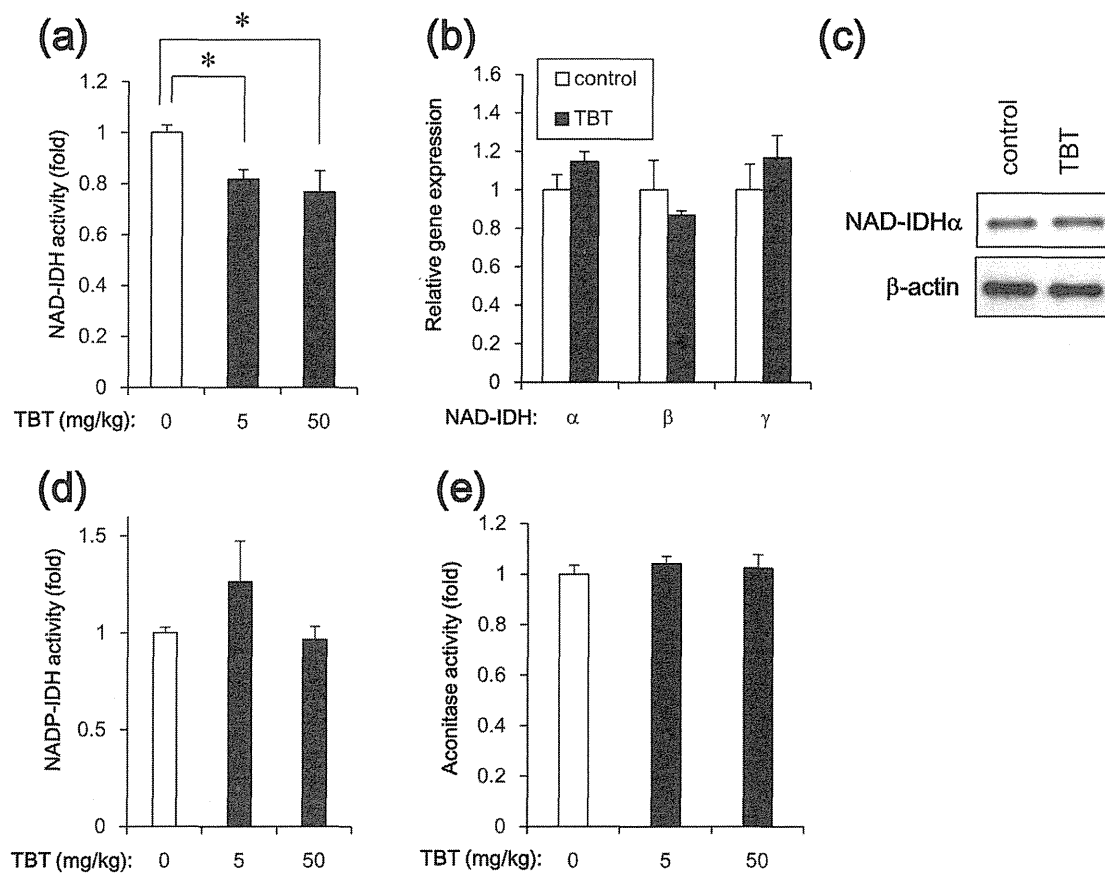 (a)
*
*
NAD-IDH activity (fold)
1.2
1
0.8
0.6
0.4
0.2
0
TBT (mg/kg): 0 5 50
(b)
control
TBT
Relative gene expression
1.6
1.4
1.2
1
0.8
0.6
0.4
0.2
0
NAD-IDH: α β γ
(c)
control
TBT
NAD-IDHα
β-actin
(d)
NADP-IDH activity (fold)
1.5
1
0.5
0
TBT (mg/kg): 0 5 50
(e)
Aconitase activity (fold)
1.2
1
0.8
0.6
0.4
0.2
0
TBT (mg/kg): 0 5 50